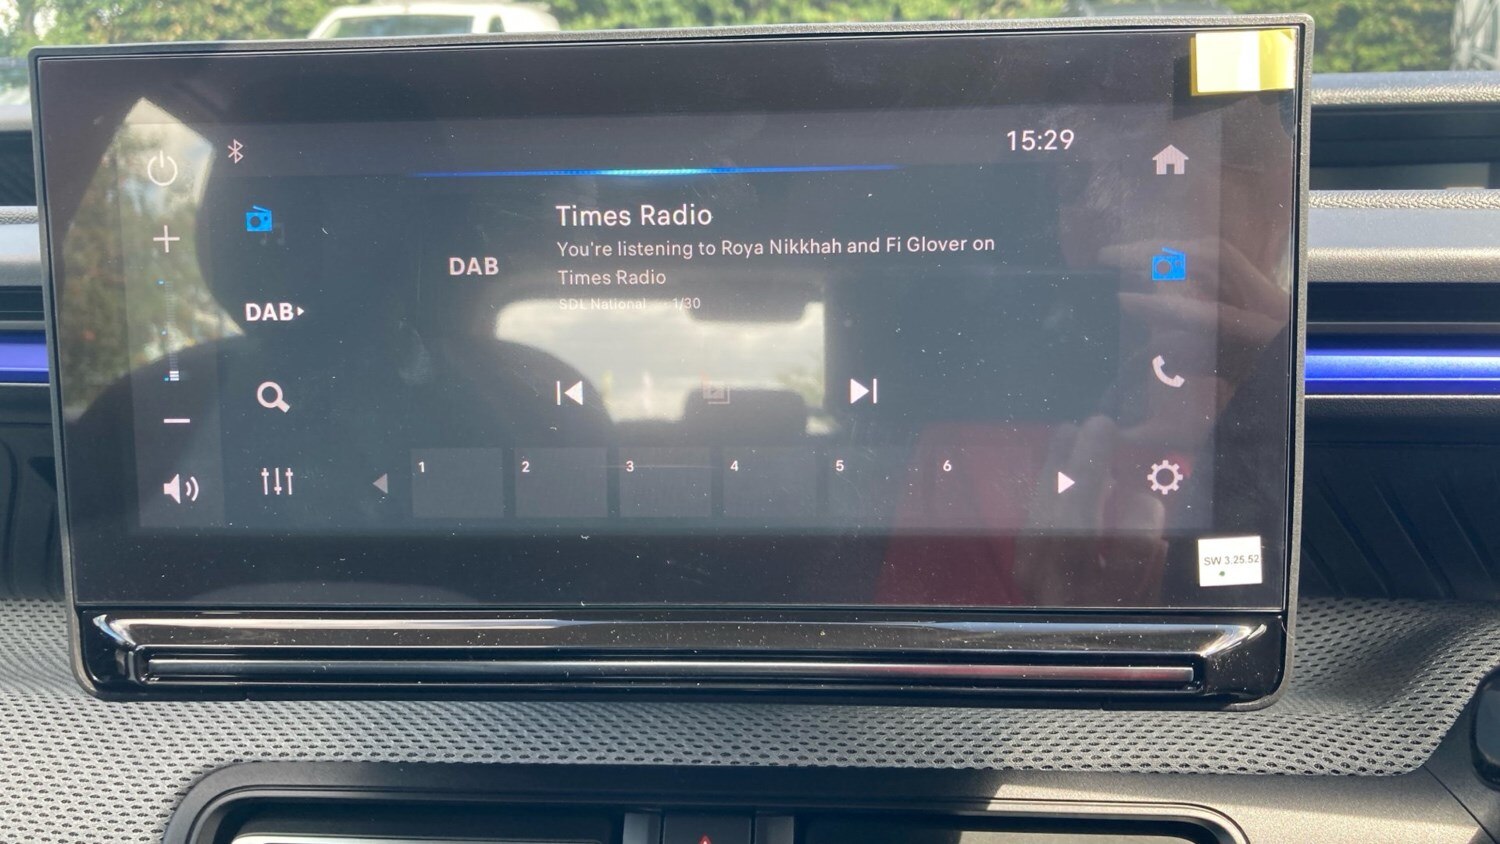 15:29
Times Radio
You're listening to Roya Nikkhah and Fi Glover on
Times Radio
DAB
SDL National 1/30
DAB
1 2 3 4 5 6
SW 3.25.52